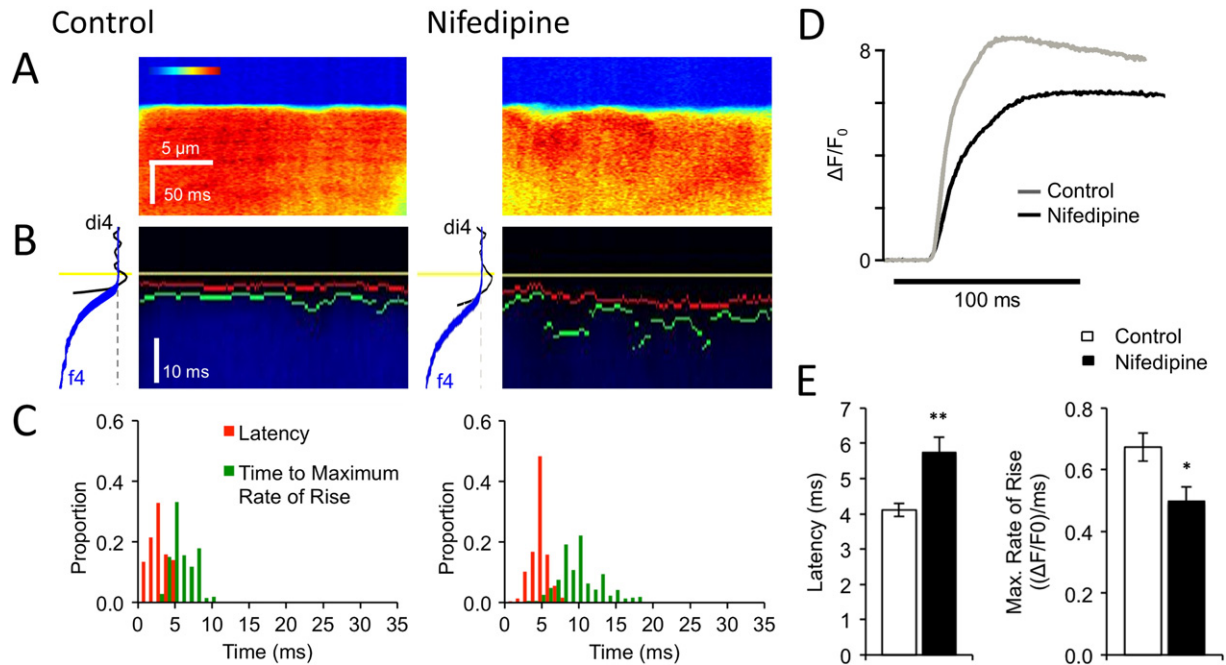 Control
Nifedipine
A
5 µm
50 ms
B
di4
f4
10 ms
di4
f4
C
Proportion
0.6
0.4
0.2
0.0
0 5 10 15 20 25 30 35
Time (ms)
Latency
Time to Maximum
Rate of Rise
Proportion
0.6
0.4
0.2
0.0
0 5 10 15 20 25 30 35
Time (ms)
D
ΔF/F0
8
4
0
Control
Nifedipine
100 ms
Control
Nifedipine
E
Latency (ms)
7
6
5
4
3
2
1
0
**
Max. Rate of Rise
((ΔF/F0)/ms)
0.8
0.6
0.4
0.2
0.0
*